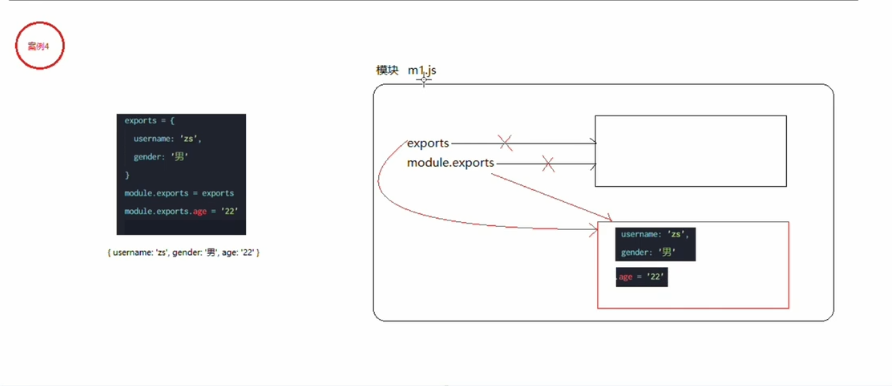 案例4
模块 m1.js
exports = {
username: 'zs',
gender: '男'
}
module.exports = exports
module.exports.age = '22'
{ username: 'zs', gender: '男', age: '22' }
exports
module.exports
username: 'zs',
gender: '男'
.age = '22'